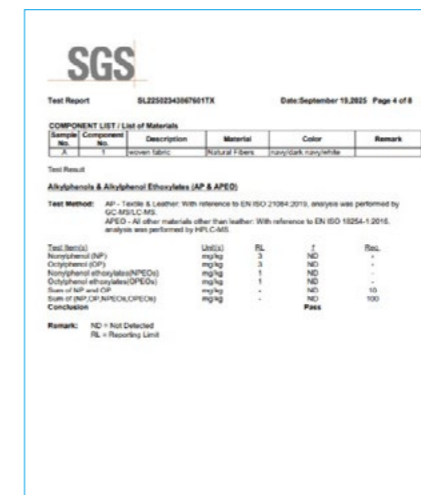 SGS
Test Report SL22502343067601TX Date:September 19,2025 Page 4 of 8
COMPONENT LIST / List of Materials
Sample No. Component No. Description Material Color Remark
A 1 woven fabric Natural Fibers navy/dark navy/white
Test Result
Alkylphenols & Alkylphenol Ethoxylates (AP & APEO)
Test Method: AP - Textile & Leather: With reference to EN ISO 21084:2019, analysis was performed by
GC-MS/LC-MS.
APEO - All other materials other than leather: With reference to EN ISO 18254-1:2016,
analysis was performed by HPLC-MS.
Test Item(s) Unit(s) RL 1 Req.
Nonylphenol (NP) mg/kg 3 ND -
Octylphenol (OP) mg/kg 3 ND -
Nonylphenol ethoxylates(NPEOs) mg/kg 1 ND -
Octylphenol ethoxylates(OPEOs) mg/kg 1 ND -
Sum of NP and OP mg/kg - ND 10
Sum of (NP,OP,NPEOs,OPEOs) mg/kg - ND 100
Conclusion Pass
Remark: ND = Not Detected
RL = Reporting Limit